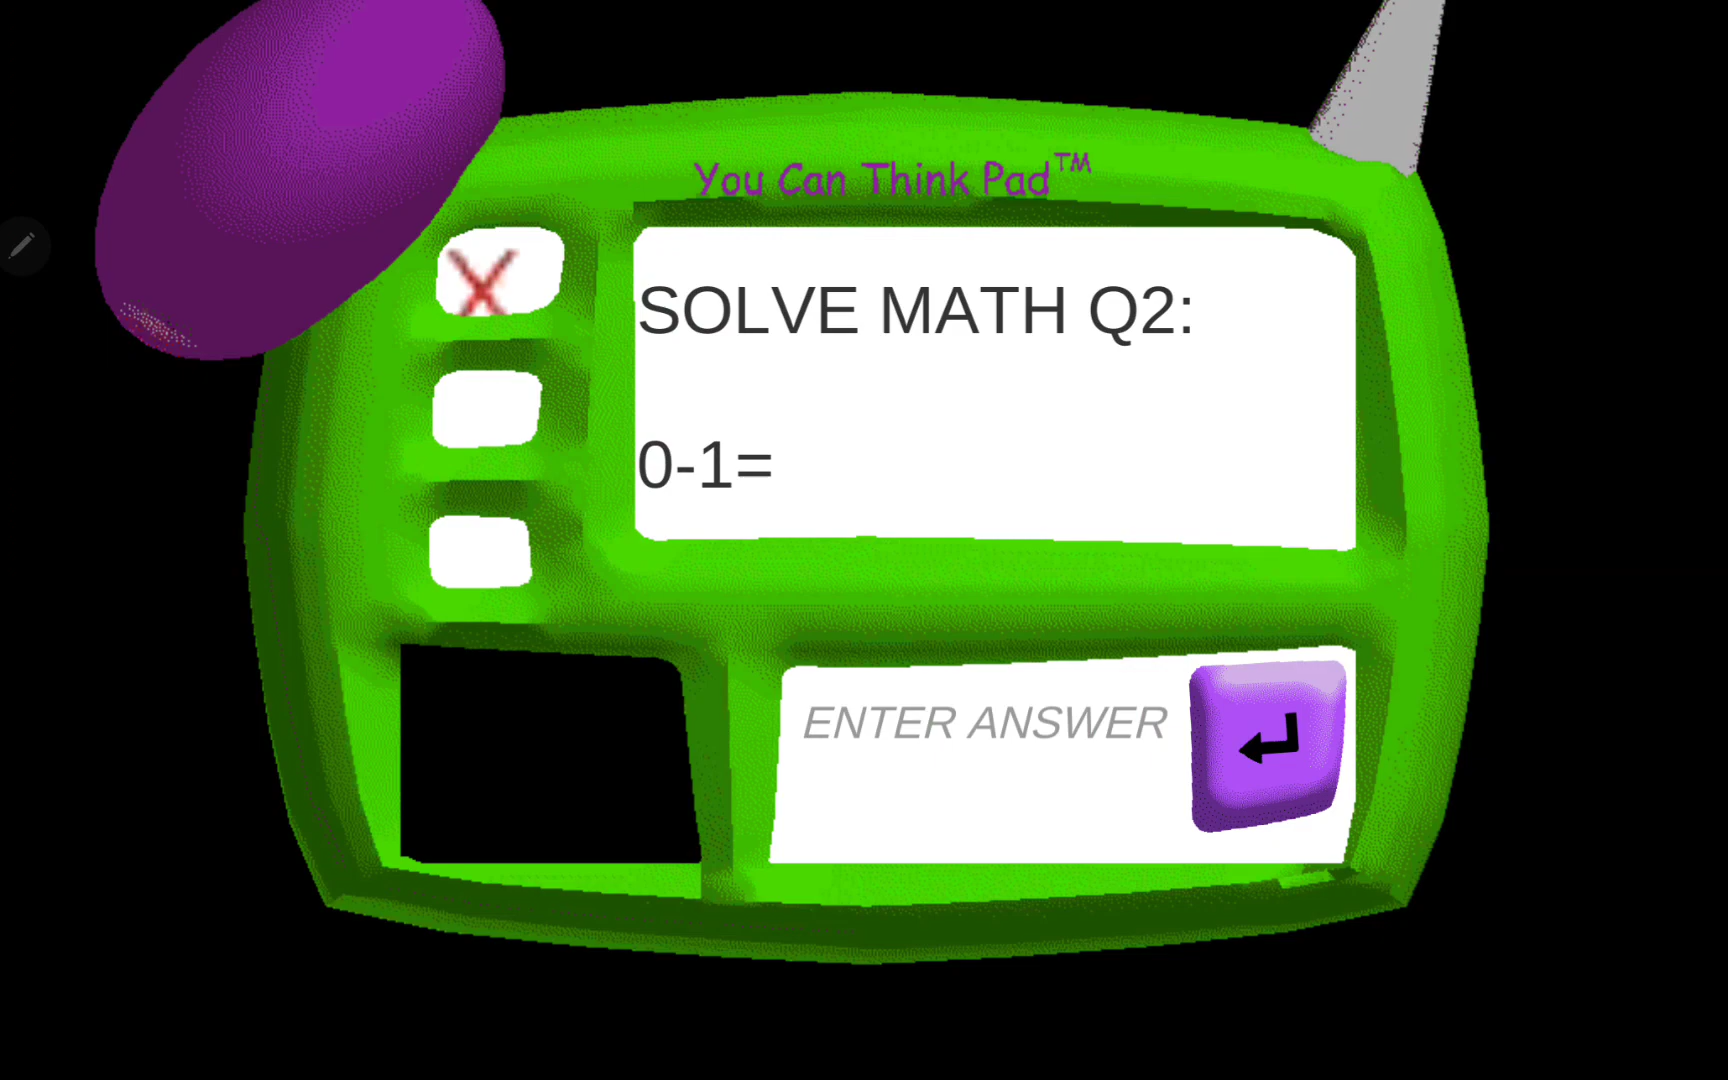 You Can Think Pad™
SOLVE MATH Q2:
0-1=
ENTER ANSWER